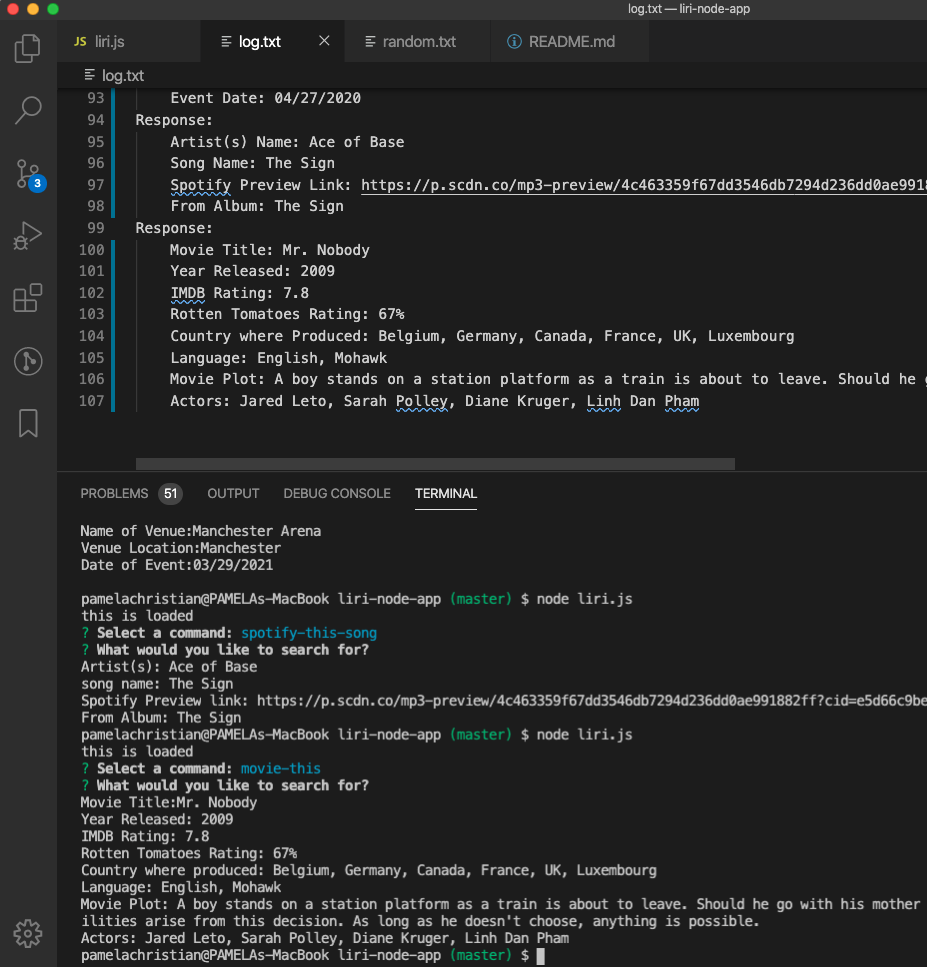 log.txt — liri-node-app
JS liri.js
log.txt
random.txt
README.md
log.txt
93 Event Date: 04/27/2020
94 Response:
95 Artist(s) Name: Ace of Base
96 Song Name: The Sign
97 Spotify Preview Link: https://p.scdn.co/mp3-preview/4c463359f67dd3546db7294d236dd0ae991
98 From Album: The Sign
99 Response:
100 Movie Title: Mr. Nobody
101 Year Released: 2009
102 IMDB Rating: 7.8
103 Rotten Tomatoes Rating: 67%
104 Country where Produced: Belgium, Germany, Canada, France, UK, Luxembourg
105 Language: English, Mohawk
106 Movie Plot: A boy stands on a station platform as a train is about to leave. Should he
107 Actors: Jared Leto, Sarah Polley, Diane Kruger, Linh Dan Pham
3
PROBLEMS 51 OUTPUT DEBUG CONSOLE TERMINAL
Name of Venue:Manchester Arena
Venue Location:Manchester
Date of Event:03/29/2021
pamelachristian@PAMELAs-MacBook liri-node-app (master) $ node liri.js
this is loaded
? Select a command: spotify-this-song
? What would you like to search for?
Artist(s): Ace of Base
song name: The Sign
Spotify Preview link: https://p.scdn.co/mp3-preview/4c463359f67dd3546db7294d236dd0ae991882ff?cid=e5d66c9be
From Album: The Sign
pamelachristian@PAMELAs-MacBook liri-node-app (master) $ node liri.js
this is loaded
? Select a command: movie-this
? What would you like to search for?
Movie Title:Mr. Nobody
Year Released: 2009
IMDB Rating: 7.8
Rotten Tomatoes Rating: 67%
Country where produced: Belgium, Germany, Canada, France, UK, Luxembourg
Language: English, Mohawk
Movie Plot: A boy stands on a station platform as a train is about to leave. Should he go with his mother
ilities arise from this decision. As long as he doesn't choose, anything is possible.
Actors: Jared Leto, Sarah Polley, Diane Kruger, Linh Dan Pham
pamelachristian@PAMELAs-MacBook liri-node-app (master) $